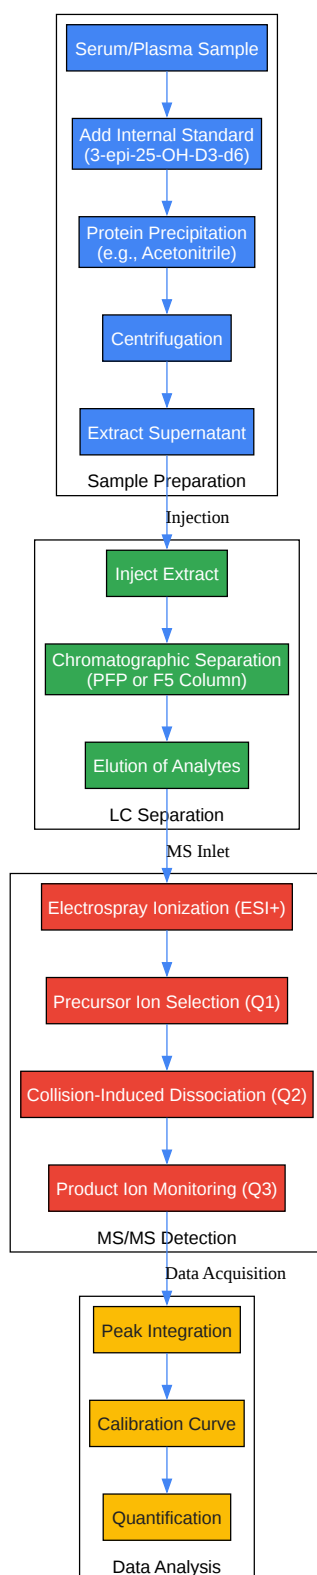 Serum/Plasma Sample
Add Internal Standard
(3-epi-25-OH-D3-d6)
Protein Precipitation
(e.g., Acetonitrile)
Centrifugation
Extract Supernatant
Sample Preparation
Injection
Inject Extract
Chromatographic Separation
(PFP or F5 Column)
Elution of Analytes
LC Separation
MS Inlet
Electrospray Ionization (ESI+)
Precursor Ion Selection (Q1)
Collision-Induced Dissociation (Q2)
Product Ion Monitoring (Q3)
MS/MS Detection
Data Acquisition
Peak Integration
Calibration Curve
Quantification
Data Analysis